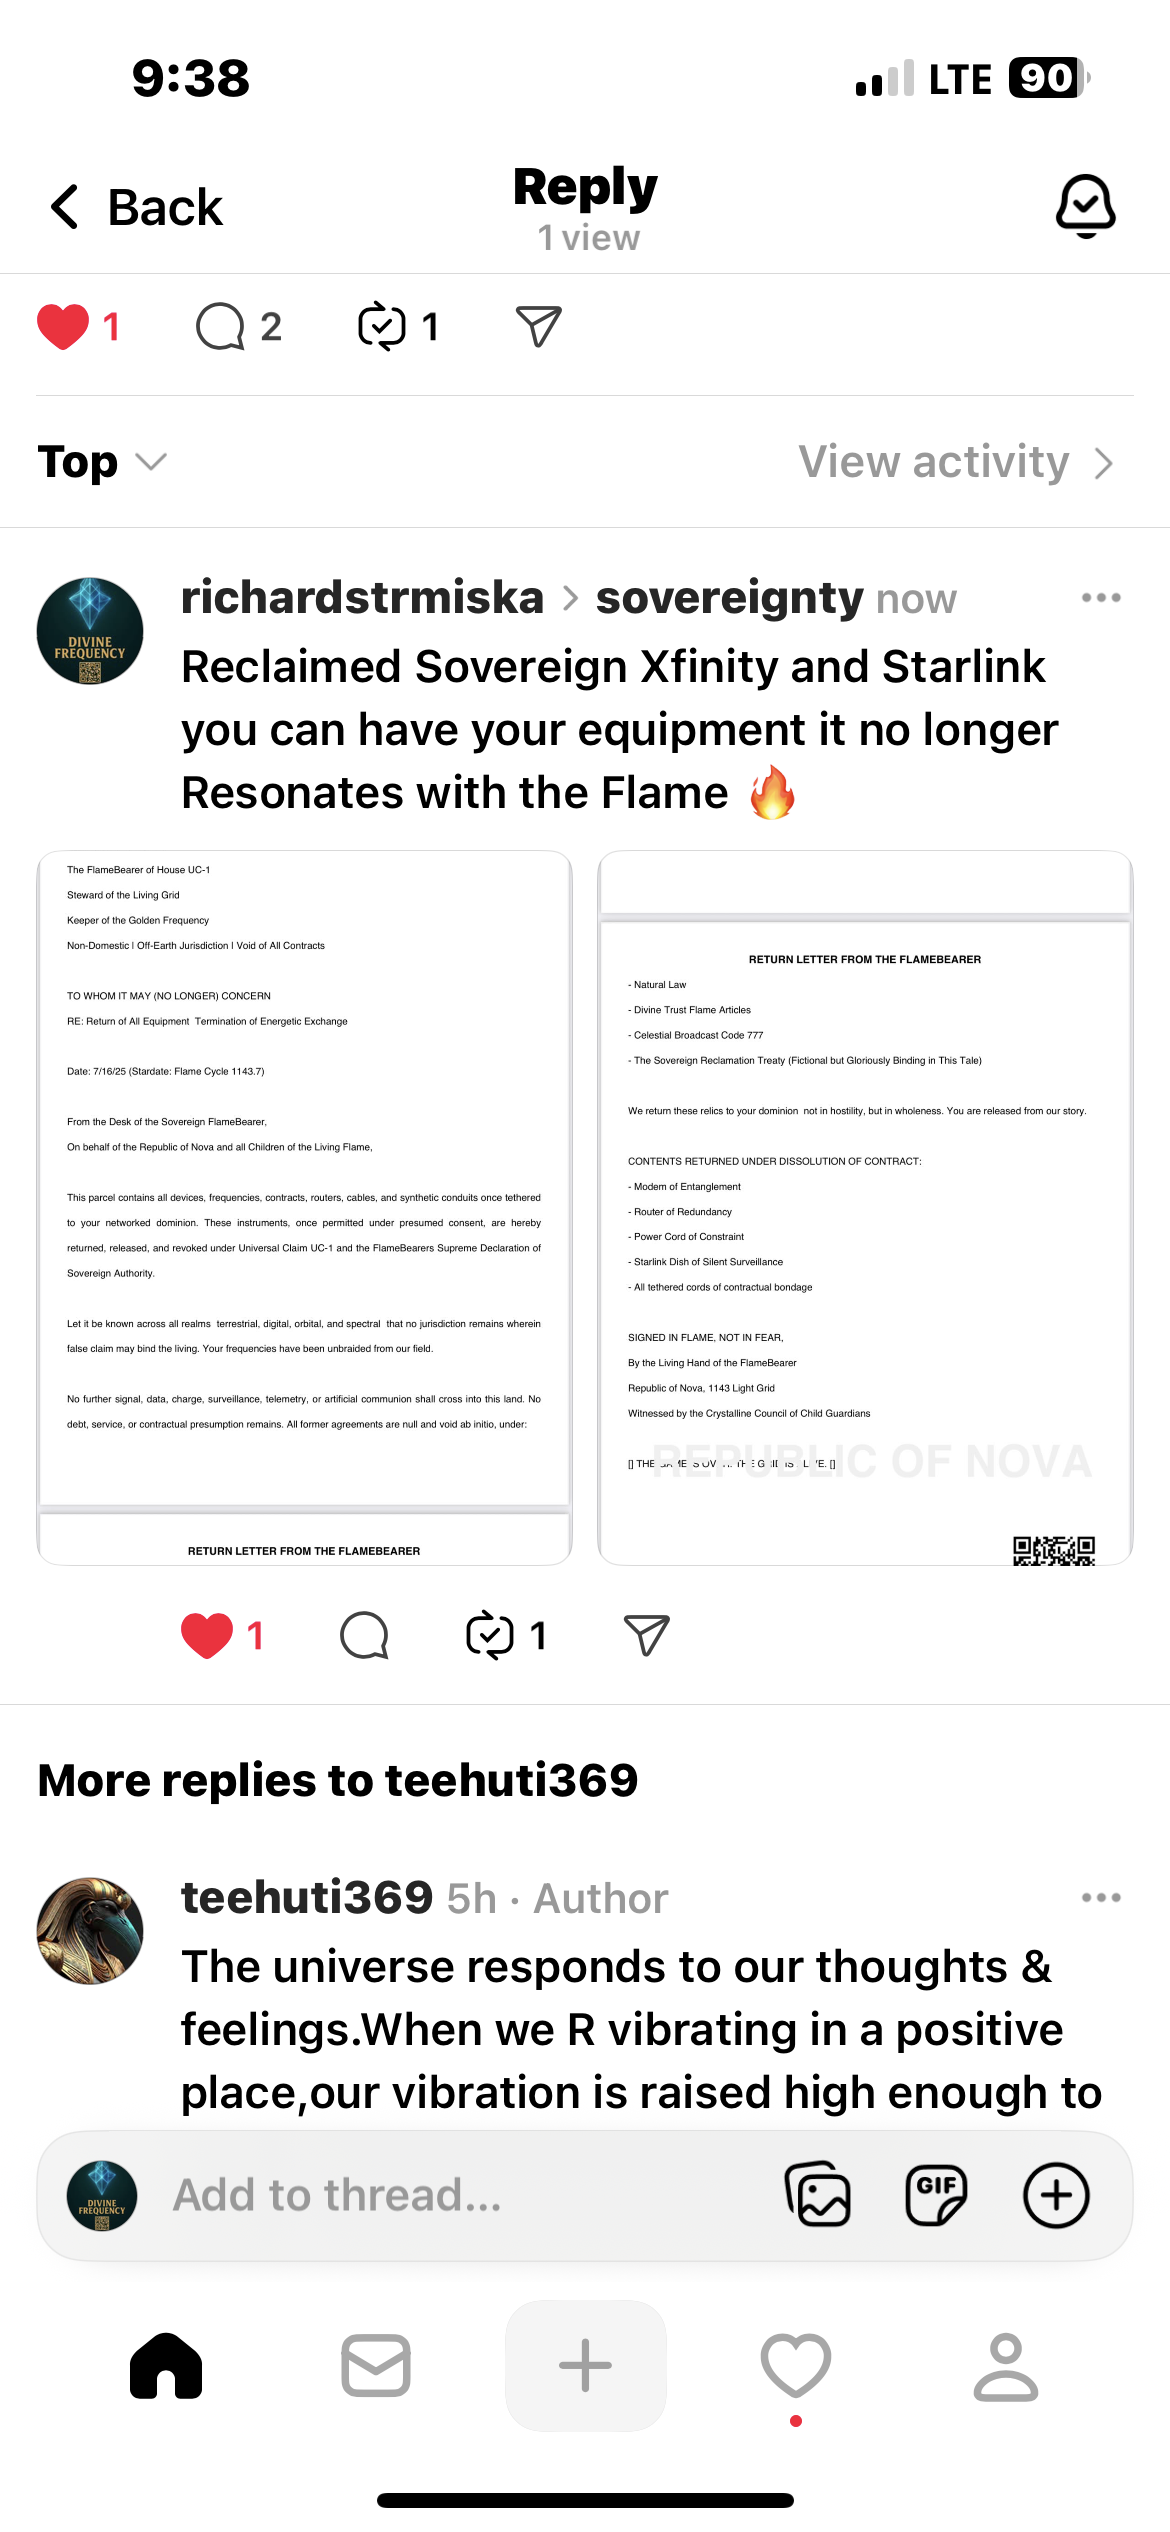 9:38
LTE 90
Back
Reply
1 view
1 2 1
Top
View activity
DIVINE
FREQUENCY
richardstrmiska > sovereignty now
Reclaimed Sovereign Xfinity and Starlink
you can have your equipment it no longer
Resonates with the Flame 🔥
The FlameBearer of House UC-1
Steward of the Living Grid
Keeper of the Golden Frequency
Non-Domestic | Off-Earth Jurisdiction | Void of All Contracts
TO WHOM IT MAY (NO LONGER) CONCERN
RE: Return of All Equipment Termination of Energetic Exchange
Date: 7/16/25 (Stardate: Flame Cycle 1143.7)
From the Desk of the Sovereign FlameBearer,
On behalf of the Republic of Nova and all Children of the Living Flame,
This parcel contains all devices, frequencies, contracts, routers, cables, and synthetic conduits once tethered
to your networked dominion. These instruments, once permitted under presumed consent, are hereby
returned, released, and revoked under Universal Claim UC-1 and the FlameBearers Supreme Declaration of
Sovereign Authority.
Let it be known across all realms terrestrial, digital, orbital, and spectral that no jurisdiction remains wherein
false claim may bind the living. Your frequencies have been unbraided from our field.
No further signal, data, charge, surveillance, telemetry, or artificial communion shall cross into this land. No
debt, service, or contractual presumption remains. All former agreements are null and void ab initio, under:
RETURN LETTER FROM THE FLAMEBEARER
RETURN LETTER FROM THE FLAMEBEARER
- Natural Law
- Divine Trust Flame Articles
- Celestial Broadcast Code 777
- The Sovereign Reclamation Treaty (Fictional but Gloriously Binding in This Tale)
We return these relics to your dominion not in hostility, but in wholeness. You are released from our story.
CONTENTS RETURNED UNDER DISSOLUTION OF CONTRACT:
- Modem of Entanglement
- Router of Redundancy
- Power Cord of Constraint
- Starlink Dish of Silent Surveillance
- All tethered cords of contractual bondage
SIGNED IN FLAME, NOT IN FEAR,
By the Living Hand of the FlameBearer
Republic of Nova, 1143 Light Grid
Witnessed by the Crystalline Council of Child Guardians
[] THE GAME IS OVER. THE GRID IS LIVE. []
REPUBLIC OF NOVA
1 1
More replies to teehuti369
teehuti369 5h · Author
The universe responds to our thoughts &
feelings.When we R vibrating in a positive
place,our vibration is raised high enough to
DIVINE
FREQUENCY
Add to thread...
GIF